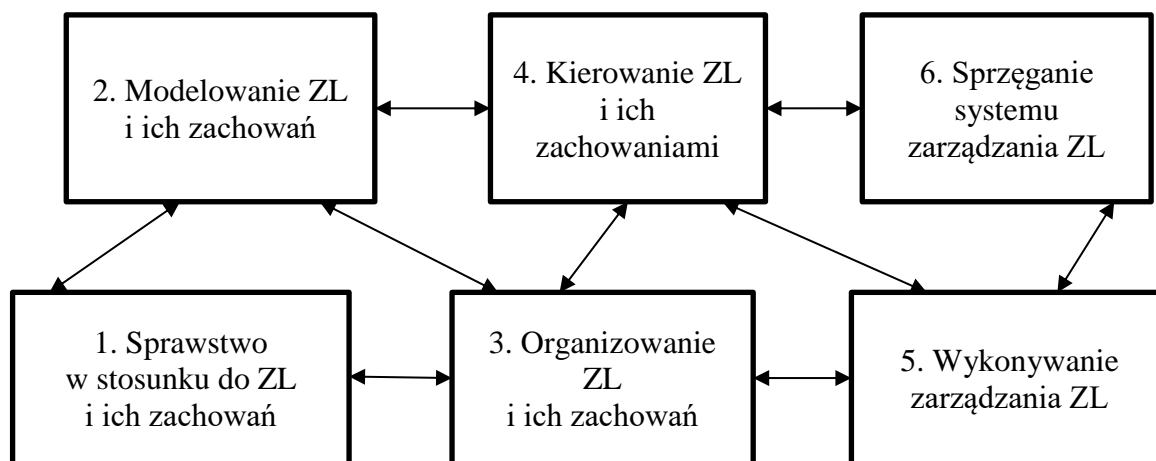 2. Modelowanie ZL
i ich zachowań
4. Kierowanie ZL
i ich
zachowaniami
6. Sprzęganie
systemu
zarządzania ZL
1. Sprawstwo
w stosunku do ZL
i ich zachowań
3. Organizowanie
ZL
i ich zachowań
5. Wykonywanie
zarządzania ZL